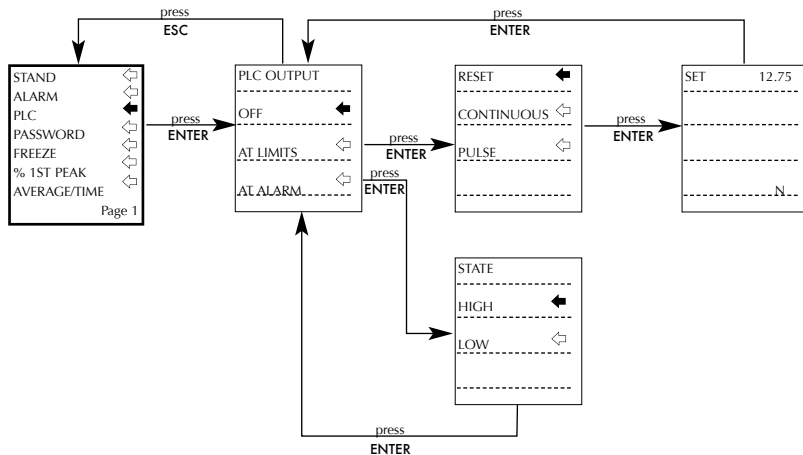 press
ESC
press
ENTER
STAND
ALARM
PLC
PASSWORD
FREEZE
% 1ST PEAK
AVERAGE/TIME
Page 1
press
ENTER
PLC OUTPUT
OFF
AT LIMITS
AT ALARM
press
ENTER
press
ENTER
RESET
CONTINUOUS
PULSE
press
ENTER
SET 12.75
N
STATE
HIGH
LOW
press
ENTER